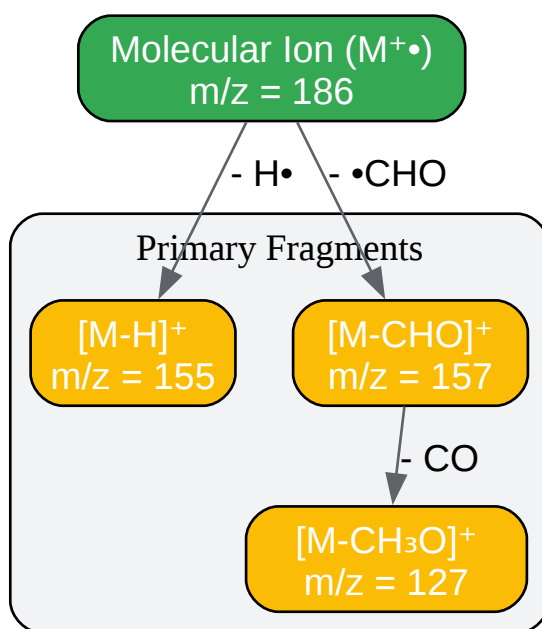 Molecular Ion (M⁺•)
m/z = 186
- H•
- •CHO
Primary Fragments
[M-H]⁺
m/z = 155
[M-CHO]⁺
m/z = 157
- CO
[M-CH₃O]⁺
m/z = 127